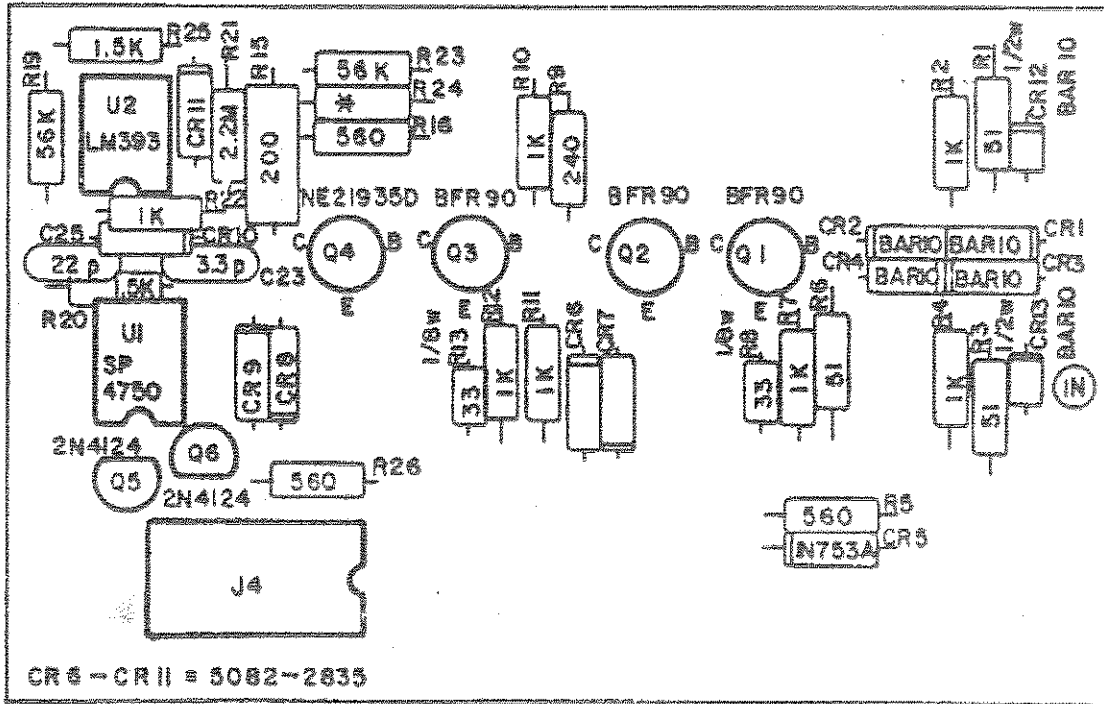 R25
1.5K
R19
56K
U2
LM393
CR11
R21
2.2M
R15
200
56K
R23
*
R24
560
R16
R10
1K
R9
240
R2
1K
R1
1/2W
51
CR12
BAR10
1K
R22
C25
CR10
22p
3.3p
C23
.5K
R20
U1
SP
4750
NE21935D
C
Q4
B
E
BFR90
C
Q3
B
E
BFR90
C
Q2
B
E
BFR90
C
Q1
B
E
CR2
BAR10
BAR10
CR1
CR4
BAR10
BAR10
CR3
CR9
CR8
1/8W
R13
33
R12
1K
R11
1K
CR6
CR7
1/8W
R8
33
R7
1K
R6
51
R4
1K
R3
51
1/2W
CR13
BAR10
IN
2N4124
Q5
Q6
2N4124
560
R26
560
R5
IN753A
CR5
J4
CR6-CR11 = 5082-2835